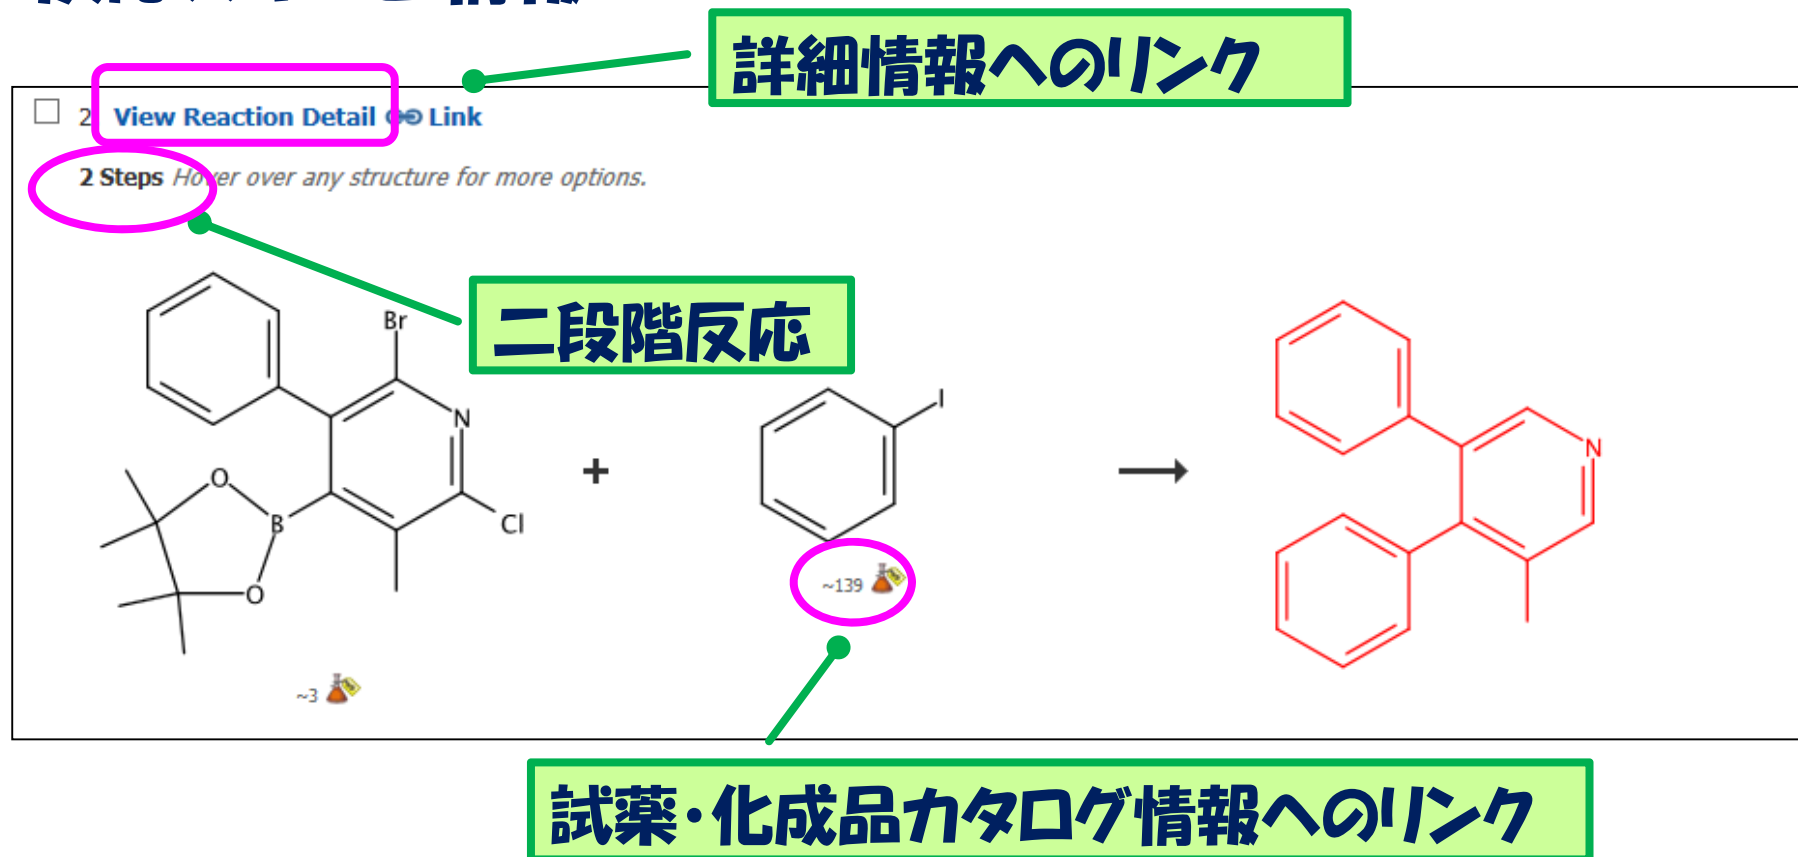 詳細情報へのリンク
2 View Reaction Detail Link
2 Steps Hover over any structure for more options.
二段階反応
Br
N
Cl
B
O
O
I
~139
~3
N
試薬・化成品カタログ情報へのリンク